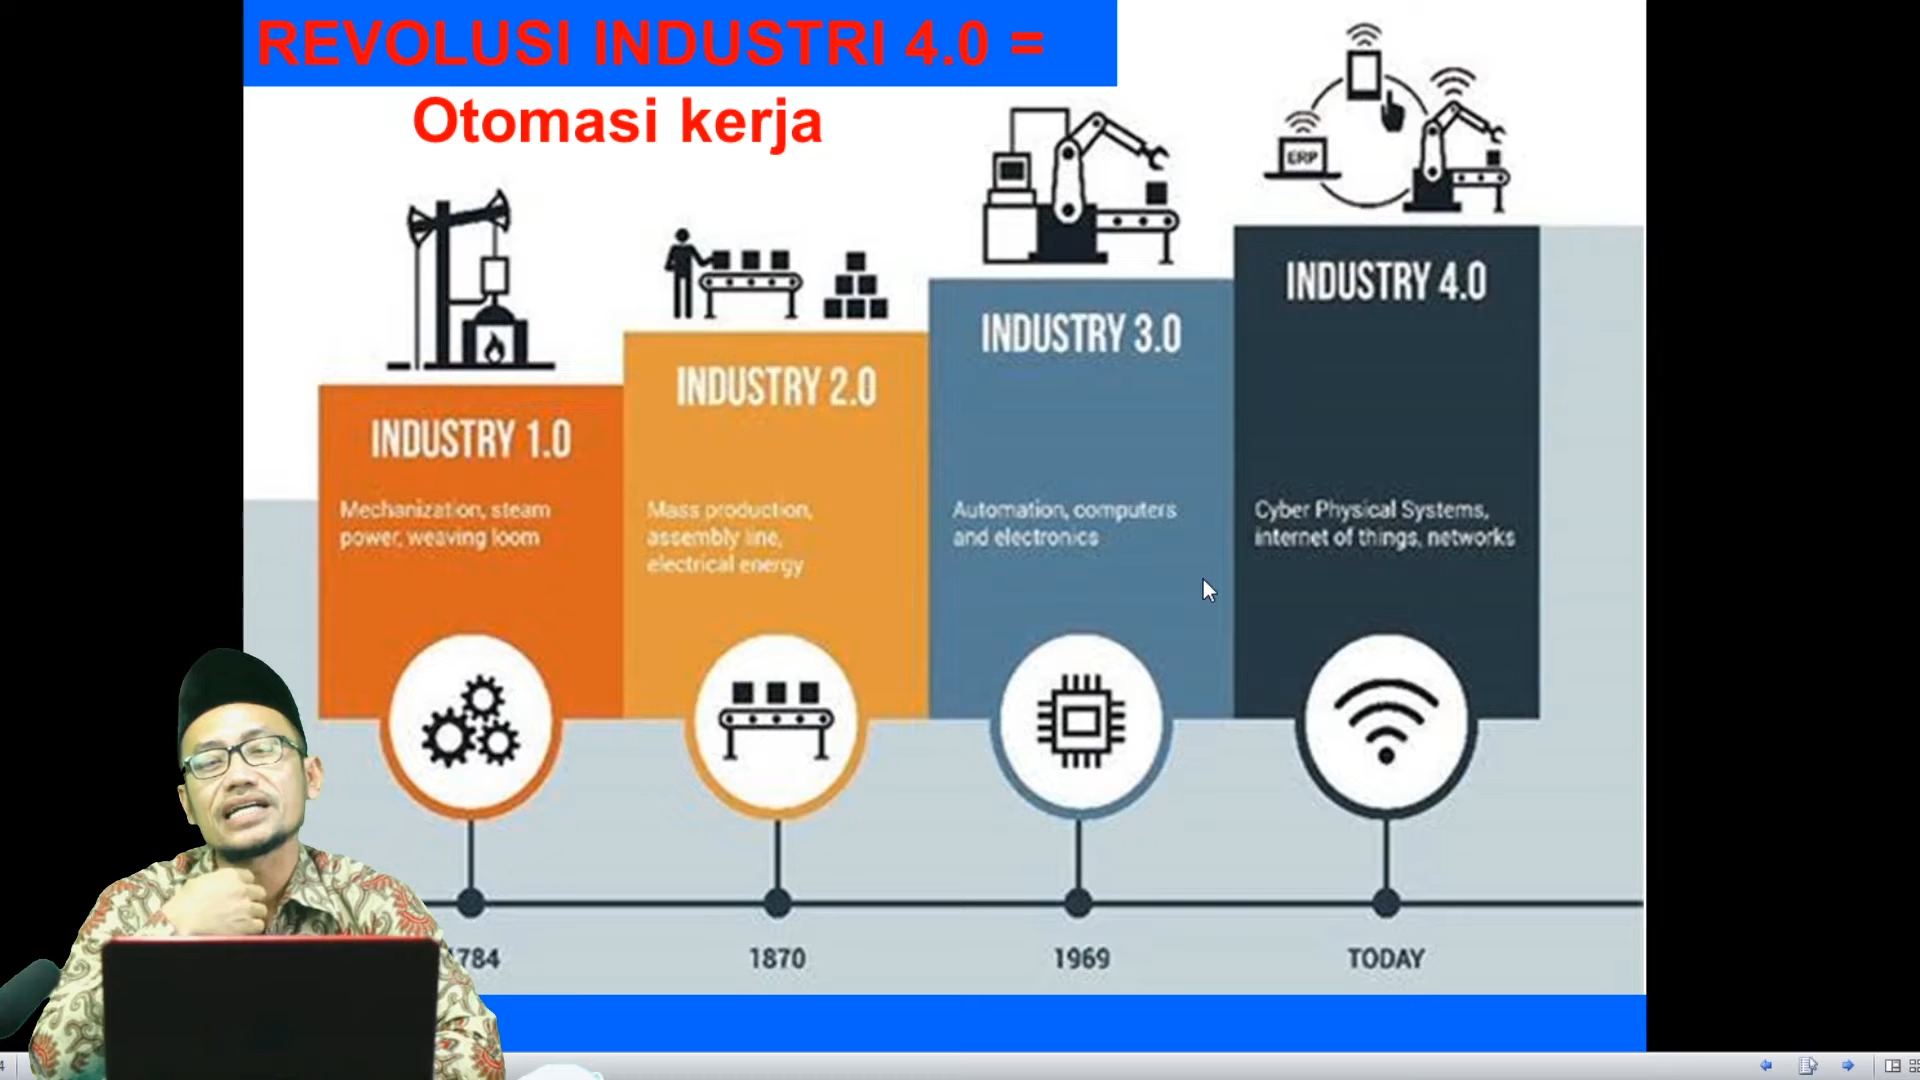 REVOLUSI INDUSTRI 4.0 =
Otomasi kerja
ERP
INDUSTRY 1.0
Mechanization, steam
power, weaving loom
INDUSTRY 2.0
Mass production,
assembly line,
electrical energy
INDUSTRY 3.0
Automation, computers
and electronics
INDUSTRY 4.0
Cyber Physical Systems,
internet of things, networks
784
1870
1969
TODAY
4